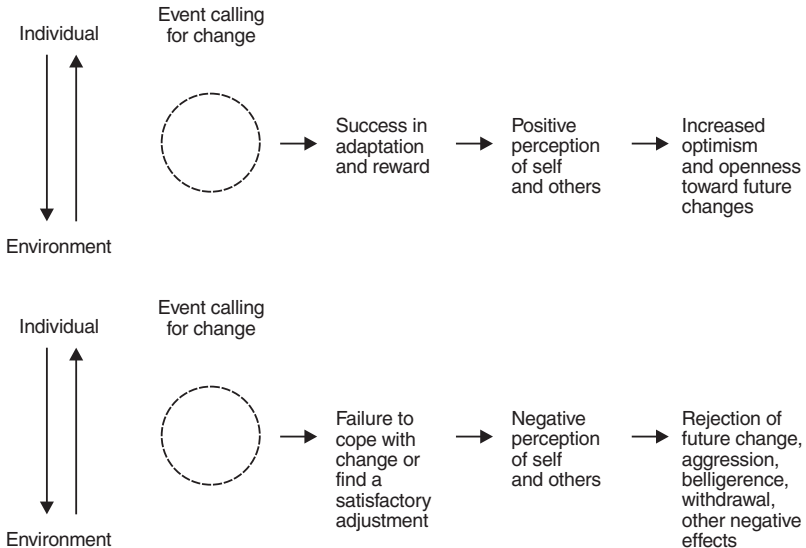 Individual
Event calling
for change
Success in
adaptation
and reward
Positive
perception
of self
and others
Increased
optimism
and openness
toward future
changes
Environment
Individual
Event calling
for change
Failure to
cope with
change or
find a
satisfactory
adjustment
Negative
perception
of self
and others
Rejection of
future change,
aggression,
belligerence,
withdrawal,
other negative
effects
Environment